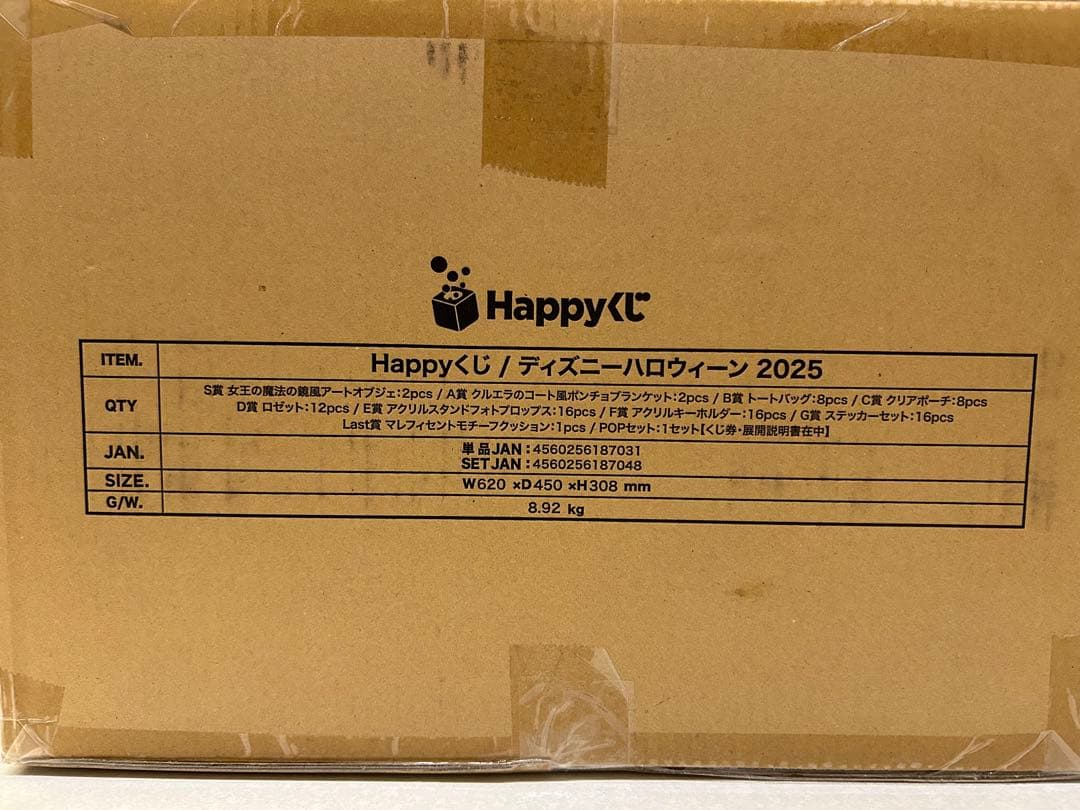 Happyくじ
ITEM. Happyくじ / ディズニーハロウィーン 2025
QTY S賞 女王の魔法の鏡風アートオブジェ:2pcs / A賞 クルエラのコート風ポンチョブランケット:2pcs / B賞 トートバッグ:8pcs / C賞 クリアポーチ:8pcs
D賞 ロゼット:12pcs / E賞 アクリルスタンドフォトプロップス:16pcs / F賞 アクリルキーホルダー:16pcs / G賞 ステッカーセット:16pcs
Last賞 マレフィセントモチーフクッション:1pcs / POPセット:1セット【くじ券・展開説明書在中】
JAN. 単品JAN:4560256187031
SETJAN:4560256187048
SIZE. W620 ×D450 ×H308 mm
G/W. 8.92 kg